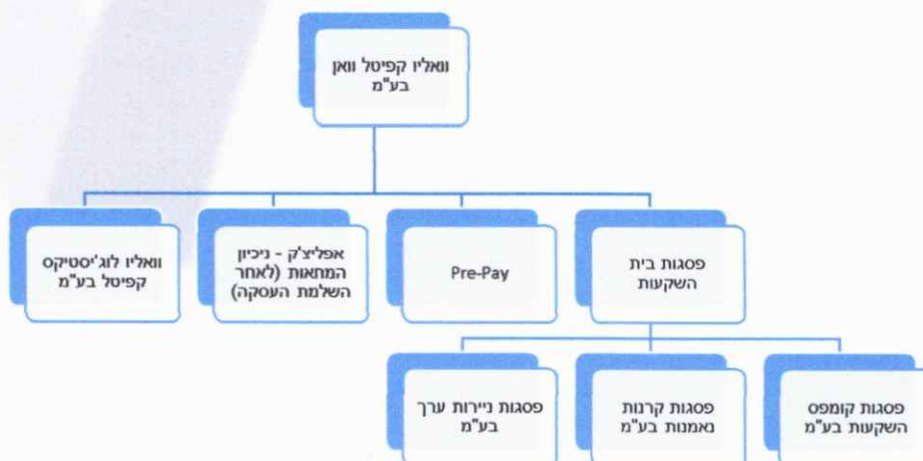 וואליו קפיטל וואן
בע"מ
פסגות בית
השקעות
Pre-Pay
אפליצ'ק - ניכיון
המחאות (לאחר
השלמת העסקה)
וואליו לוג'יסטיקס
קפיטל בע"מ
פסגות קומפס
השקעות בע"מ
פסגות קרנות
נאמנות בע"מ
פסגות ניירות ערך
בע"מ